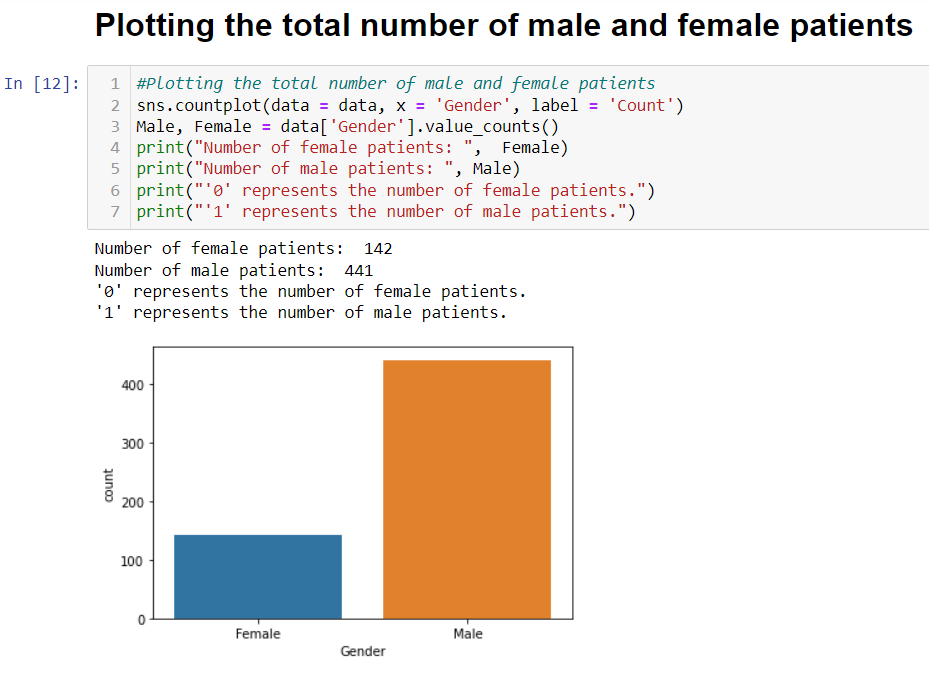 Plotting the total number of male and female patients
In [12]:
1 #Plotting the total number of male and female patients
2 sns.countplot(data = data, x = 'Gender', label = 'Count')
3 Male, Female = data['Gender'].value_counts()
4 print("Number of female patients: ",  Female)
5 print("Number of male patients: ", Male)
6 print("'0' represents the number of female patients.")
7 print("'1' represents the number of male patients.")
Number of female patients:  142
Number of male patients:  441
'0' represents the number of female patients.
'1' represents the number of male patients.
400
300
count
200
100
0
Female Male
Gender